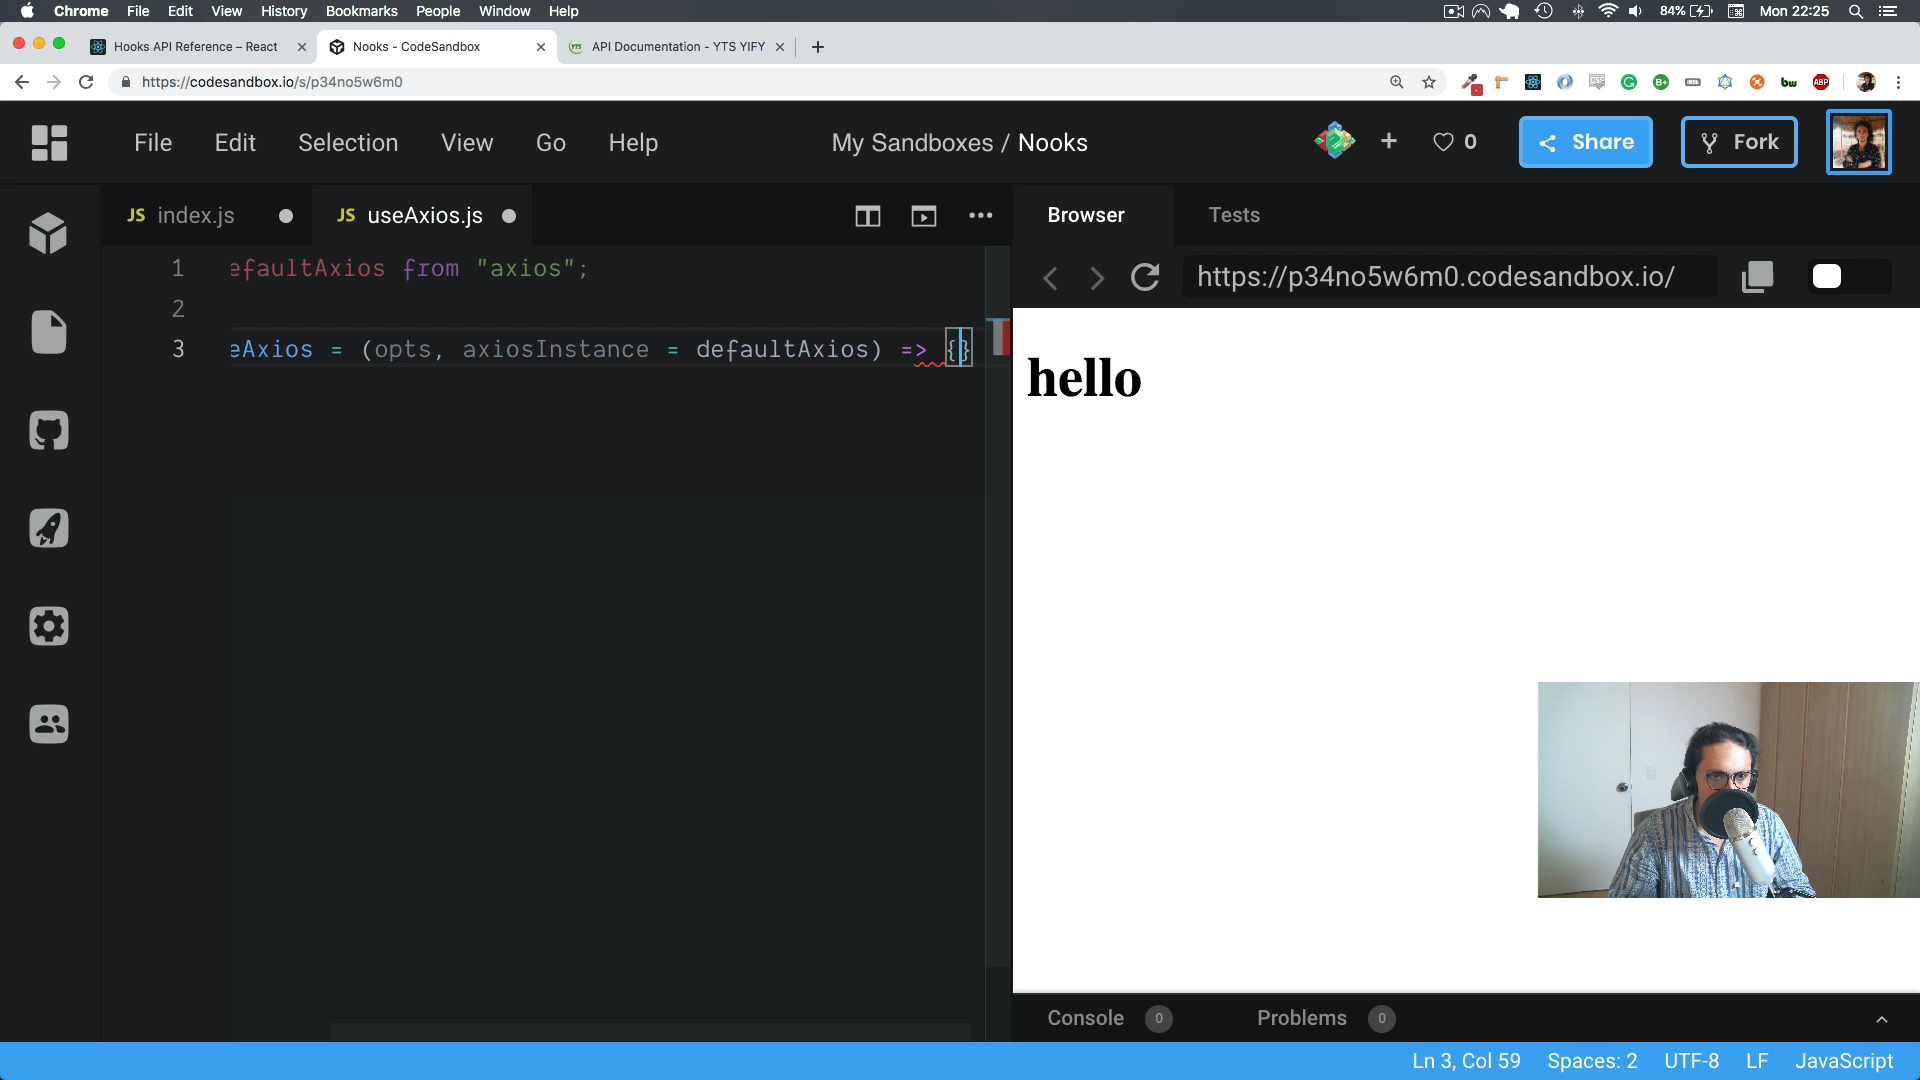 Chrome File Edit View History Bookmarks People Window Help 84% Mon 22:25
Hooks API Reference – React Nooks - CodeSandbox API Documentation - YTS YIFY
https://codesandbox.io/s/p34no5w6m0
File Edit Selection View Go Help My Sandboxes / Nooks 0 Share Fork
JS index.js JS useAxios.js Browser Tests
https://p34no5w6m0.codesandbox.io/
1 efaultAxios from "axios";
2
3 eAxios = (opts, axiosInstance = defaultAxios) => {}
hello
Console 0 Problems 0
Ln 3, Col 59 Spaces: 2 UTF-8 LF JavaScript